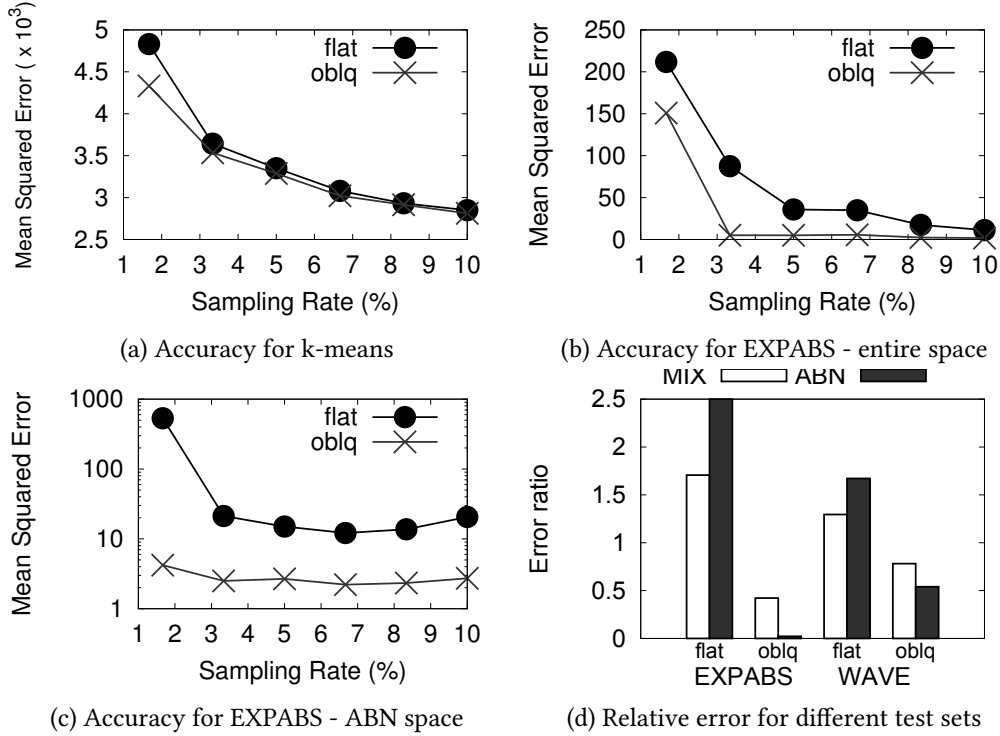 Mean Squared Error ( x 10³)
5
4.5
4
3.5
3
2.5
flat
oblq
1 2 3 4 5 6 7 8 9 10
Sampling Rate (%)
(a) Accuracy for k-means
Mean Squared Error
250
200
150
100
50
0
flat
oblq
1 2 3 4 5 6 7 8 9 10
Sampling Rate (%)
(b) Accuracy for EXPABS - entire space
Mean Squared Error
1000
100
10
1
flat
oblq
1 2 3 4 5 6 7 8 9 10
Sampling Rate (%)
(c) Accuracy for EXPABS - ABN space
MIX ABN
Error ratio
2.5
2
1.5
1
0.5
0
flat oblq flat oblq
EXPABS WAVE
(d) Relative error for different test sets